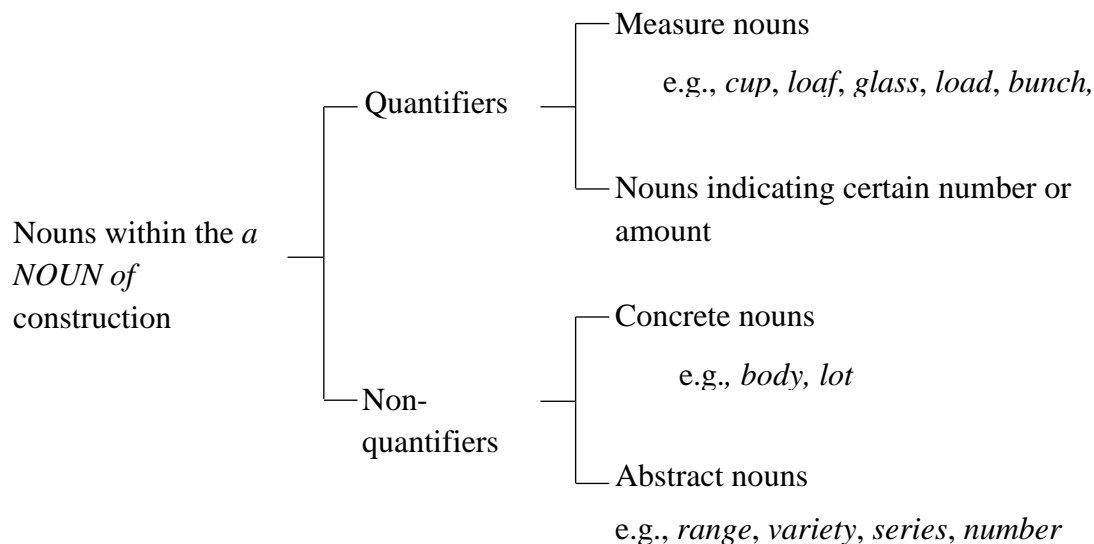 Measure nouns
e.g., cup, loaf, glass, load, bunch,
Quantifiers
Nouns indicating certain number or
amount
Nouns within the a
NOUN of
construction
Concrete nouns
e.g., body, lot
Non-
quantifiers
Abstract nouns
e.g., range, variety, series, number